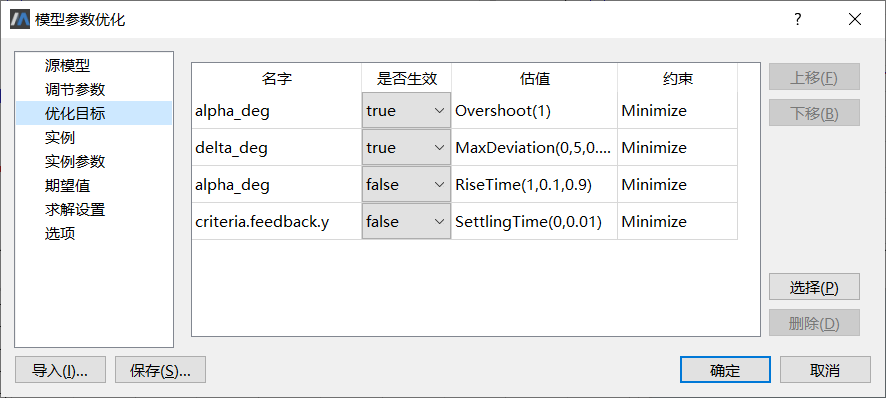 模型参数优化
源模型
调节参数
优化目标
实例
实例参数
期望值
求解设置
选项
名字 是否生效 估值 约束
alpha_deg true Overshoot(1) Minimize
delta_deg true MaxDeviation(0,5,0.... Minimize
alpha_deg false RiseTime(1,0.1,0.9) Minimize
criteria.feedback.y false SettlingTime(0,0.01) Minimize
上移(F)
下移(B)
选择(P)
删除(D)
导入(I)... 保存(S)... 确定 取消